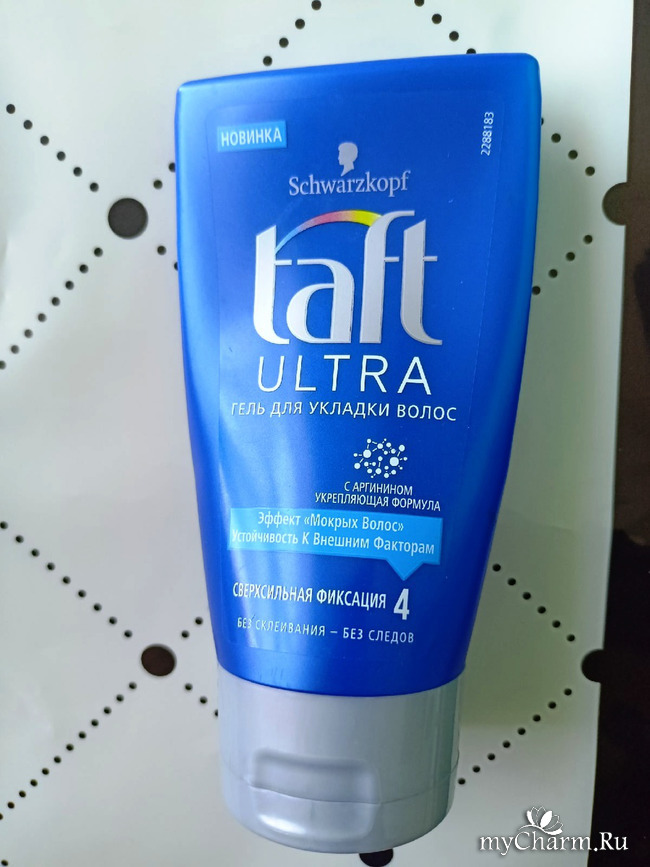 НОВИНКА
2288183
Schwarzkopf
taft
ULTRA
ГЕЛЬ ДЛЯ УКЛАДКИ ВОЛОС
С АРГИНИНОМ
УКРЕПЛЯЮЩАЯ ФОРМУЛА
Эффект «Мокрых Волос»
Устойчивость К Внешним Факторам
СВЕРХСИЛЬНАЯ ФИКСАЦИЯ 4
БЕЗ СКЛЕИВАНИЯ – БЕЗ СЛЕДОВ
myCharm.Ru